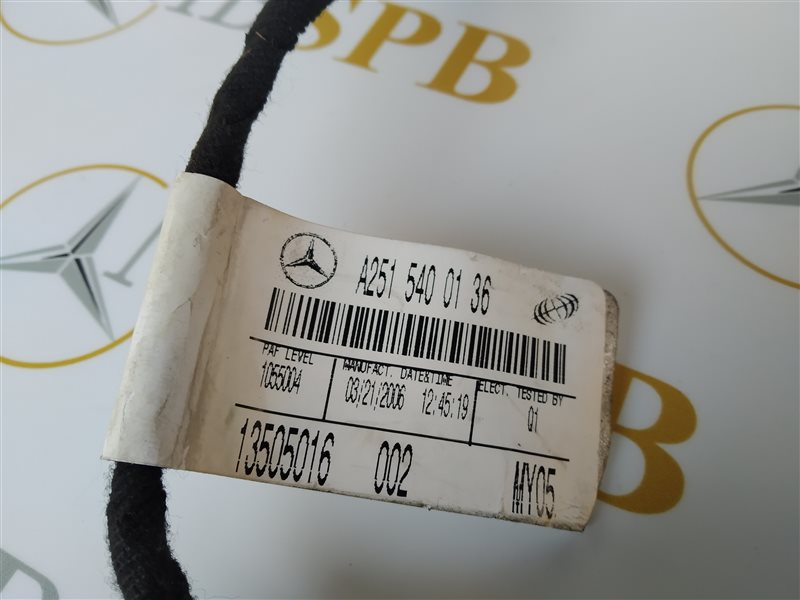 SPB
A251 540 01 36
PAF LEVEL
1055004
MANUFACT. DATE&TIME
03/21/2006 12:45:19
ELECT. TESTED BY
Q1
13505016 002 MY05